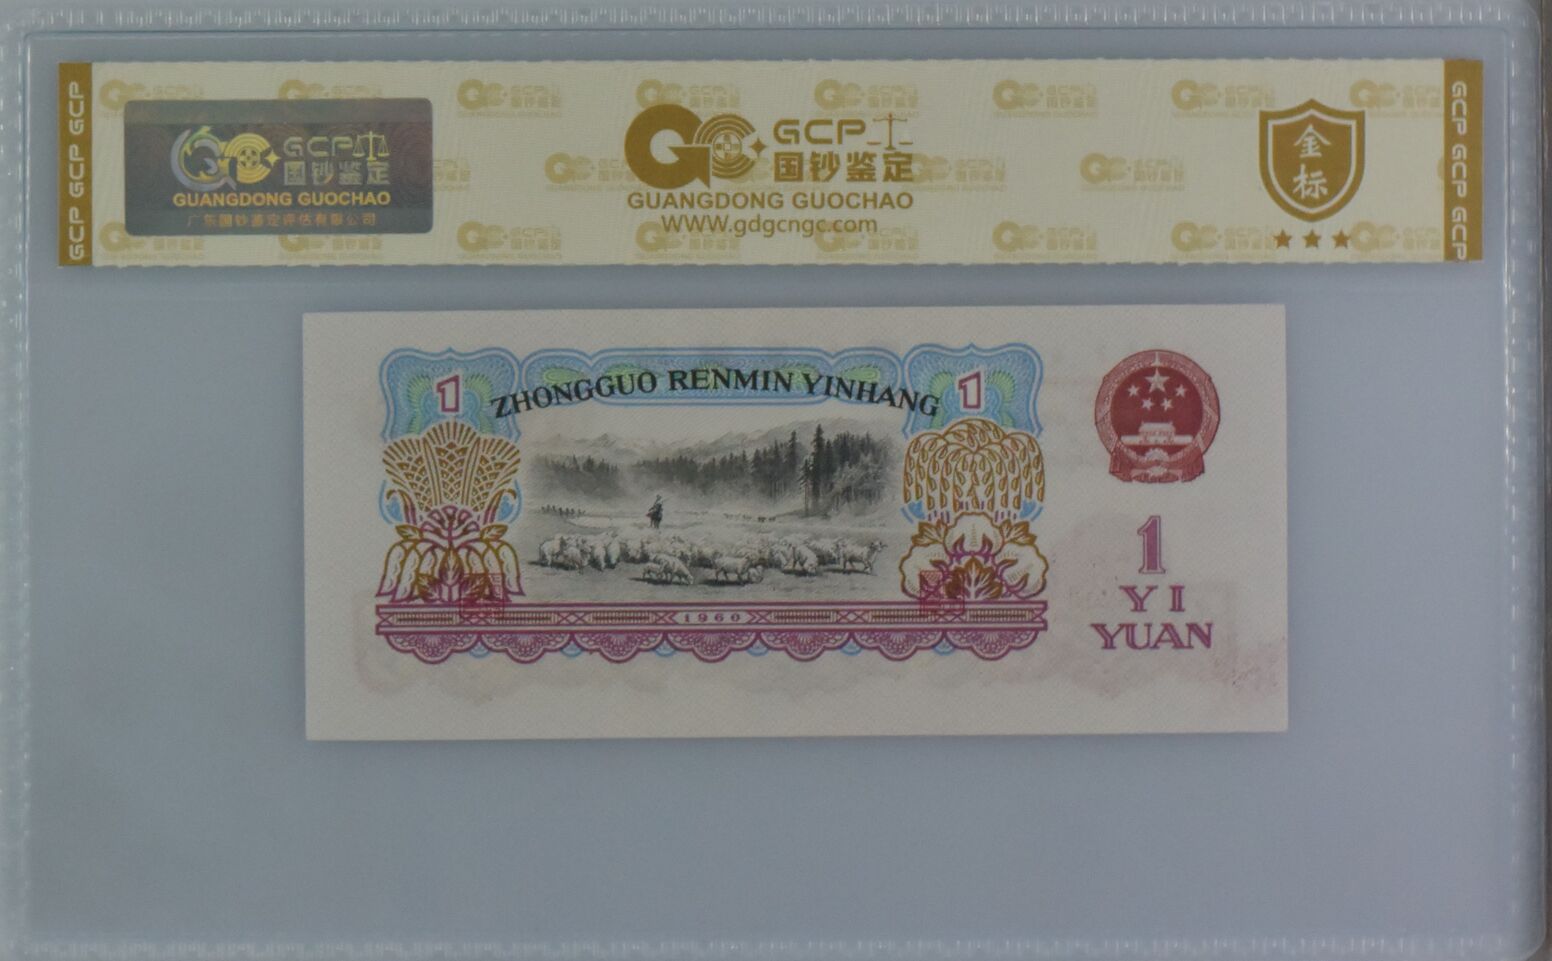 GCP GCP GCP
GCP
国钞鉴定
GUANGDONG GUOCHAO
广东国钞鉴定评估有限公司
GCP
国钞鉴定
GUANGDONG GUOCHAO
WWW.gdgcngc.com
金标
GCP GCP GCP
ZHONGGUO RENMIN YINHANG
1
1
1
YI
YUAN
1960